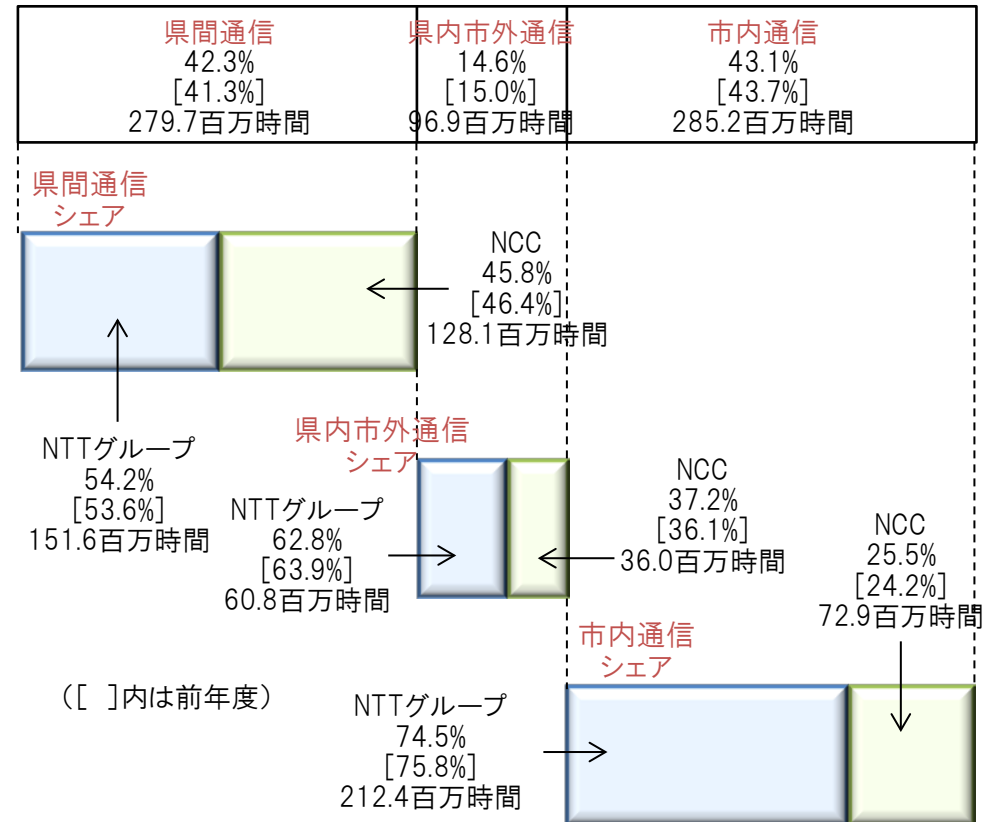 県間通信
42.3%
[41.3%]
279.7百万時間
県内市外通信
14.6%
[15.0%]
96.9百万時間
市内通信
43.1%
[43.7%]
285.2百万時間
県間通信
シェア
NCC
45.8%
[46.4%]
128.1百万時間
NTTグループ
54.2%
[53.6%]
151.6百万時間
県内市外通信
シェア
NTTグループ
62.8%
[63.9%]
60.8百万時間
NCC
37.2%
[36.1%]
36.0百万時間
NCC
25.5%
[24.2%]
72.9百万時間
市内通信
シェア
NTTグループ
74.5%
[75.8%]
212.4百万時間
（[ ]内は前年度）